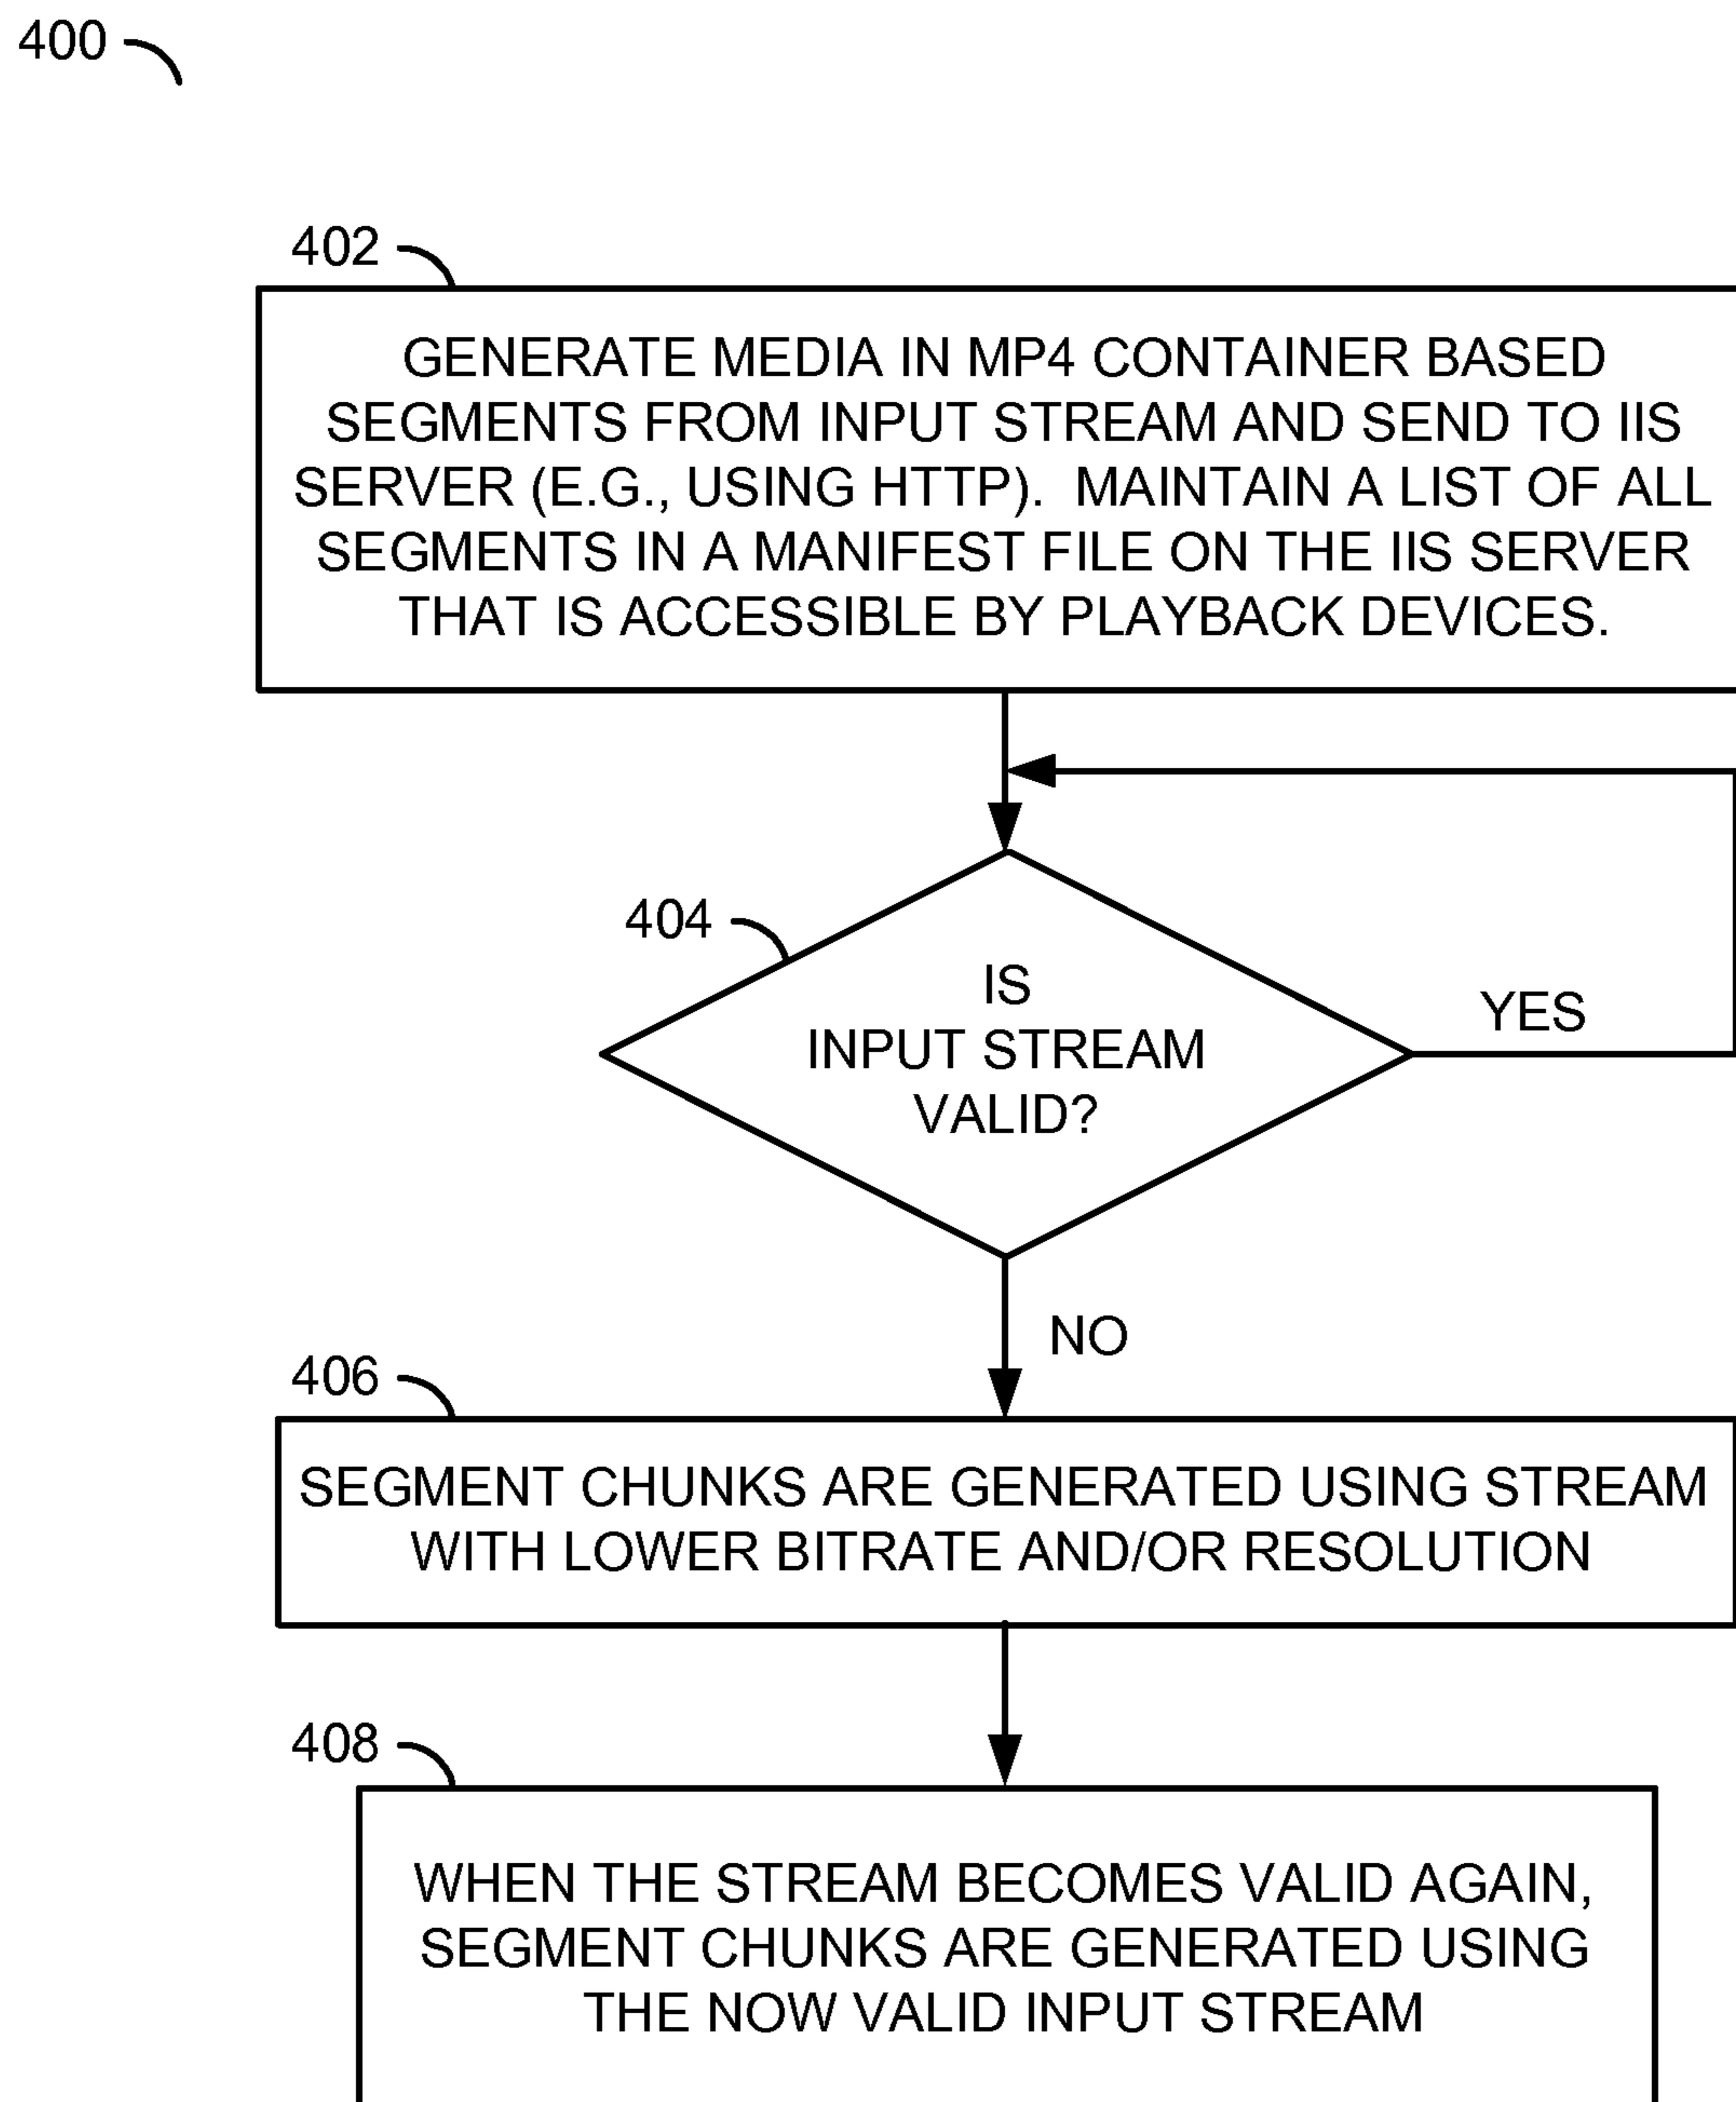 400
402
GENERATE MEDIA IN MP4 CONTAINER BASED
SEGMENTS FROM INPUT STREAM AND SEND TO IIS
SERVER (E.G., USING HTTP).  MAINTAIN A LIST OF ALL
SEGMENTS IN A MANIFEST FILE ON THE IIS SERVER
THAT IS ACCESSIBLE BY PLAYBACK DEVICES.
404
IS
INPUT STREAM
VALID?
YES
NO
406
SEGMENT CHUNKS ARE GENERATED USING STREAM
WITH LOWER BITRATE AND/OR RESOLUTION
408
WHEN THE STREAM BECOMES VALID AGAIN,
SEGMENT CHUNKS ARE GENERATED USING
THE NOW VALID INPUT STREAM